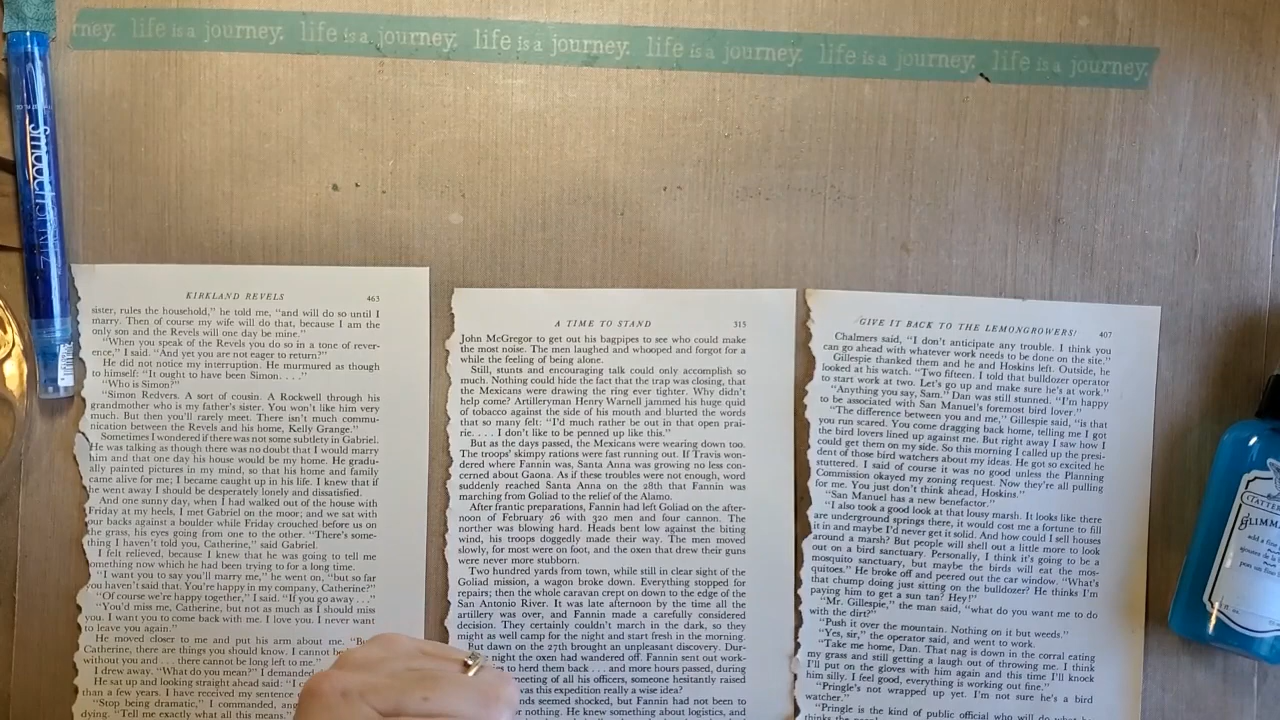 rney. life is a journey. life is a journey. life is a journey. life is a journey. life is a journey. life is a journey.
smooch SPRITZ
KIRKLAND REVELS 463
sister, rules the household," he told me, "and will do so until I
marry. Then of course my wife will do that, because I am the
only son and the Revels will one day be mine."
"When you speak of the Revels you do so in a tone of rever-
ence," I said. "And yet you are not eager to return?"
He did not notice my interruption. He murmured as though
to himself: "It ought to have been Simon. . . ."
"Who is Simon?"
"Simon Redvers. A sort of cousin. A Rockwell through his
grandmother who is my father's sister. You won't like him very
much. But then you'll rarely meet. There isn't much commu-
nication between the Revels and his home, Kelly Grange."
Sometimes I wondered if there was not some subtlety in Gabriel.
He was talking as though there was no doubt that I would marry
him and that one day his house would be my home. He gradu-
ally painted pictures in my mind, so that his home and family
came alive for me; I became caught up in his life. I knew that if
he went away I should be desperately lonely and dissatisfied.
And one sunny day, when I had walked out of the house with
Friday at my heels, I met Gabriel on the moor; and we sat with
our backs against a boulder while Friday crouched before us on
the grass, his eyes going from one to the other. "There's some-
thing I haven't told you, Catherine," said Gabriel.
I felt relieved, because I knew that he was going to tell me
omething now which he had been trying to for a long time.
"I want you to say you'll marry me," he went on, "but so far
you haven't said that. You're happy in my company, Catherine?"
"Of course we're happy together," I said. "If you go away . . ."
"You'd miss me, Catherine, but not as much as I should miss
you. I want you to come back with me. I love you. I never want
to leave you again."
He moved closer to me and put his arm about me.
Catherine, there are things you should know. I cannot be
without you and . . . there cannot be long left to me."
I drew away. "What do you mean?" I demanded
He sat up and looking straight ahead said: "I c
than a few years. I have received my sentence
"Stop being dramatic," I commanded, ang
dying. "Tell me exactly what all this means."
A TIME TO STAND 315
John McGregor to get out his bagpipes to see who could make
the most noise. The men laughed and whooped and forgot for a
while the feeling of being alone.
Still, stunts and encouraging talk could only accomplish so
much. Nothing could hide the fact that the trap was closing, that
the Mexicans were drawing the ring ever tighter. Why didn't
help come? Artilleryman Henry Warnell jammed his huge quid
of tobacco against the side of his mouth and blurted the words
that so many felt: "I'd much rather be out in that open prai-
rie. . . . I don't like to be penned up like this."
But as the days passed, the Mexicans were wearing down too.
The troops' skimpy rations were fast running out. If Travis won-
dered where Fannin was, Santa Anna was growing no less con-
cerned about Gaona. As if these troubles were not enough, word
suddenly reached Santa Anna on the 28th that Fannin was
marching from Goliad to the relief of the Alamo.
After frantic preparations, Fannin had left Goliad on the after-
noon of February 26 with 320 men and four cannon. The
norther was blowing hard. Heads bent low against the biting
wind, his troops doggedly made their way. The men moved
slowly, for most were on foot, and the oxen that drew their guns
were never more stubborn.
Two hundred yards from town, while still in clear sight of the
Goliad mission, a wagon broke down. Everything stopped for
repairs; then the whole caravan crept on down to the edge of the
San Antonio River. It was late afternoon by the time all the
artillery was over, and Fannin made a carefully considered
decision. They certainly couldn't march in the dark, so they
might as well camp for the night and start fresh in the morning.
But dawn on the 27th brought an unpleasant discovery. Dur-
night the oxen had wandered off. Fannin sent out work-
ies to herd them back . . . and more hours passed, during
meeting of all his officers, someone hesitantly raised
was this expedition really a wise idea?
nds seemed shocked, but Fannin had not been to
r nothing. He knew something about logistics, and
GIVE IT BACK TO THE LEMONGROWERS! 407
Chalmers said, "I don't anticipate any trouble. I think you
can go ahead with whatever work needs to be done on the site."
Gillespie thanked them and he and Hoskins left. Outside, he
looked at his watch. "Two fifteen. I told that bulldozer operator
to start work at two. Let's go up and make sure he's at work."
"Anything you say, Sam." Dan was still stunned. "I'm happy
to be associated with San Manuel's foremost bird lover."
"The difference between you and me," Gillespie said, "is that
you run scared. You come dragging back home, telling me I got
the bird lovers lined up against me. But right away I saw how I
could get them on my side. So this morning I called up the presi-
dent of those bird watchers about my ideas. He got so excited he
stuttered. I said of course it was no good unless the Planning
Commission okayed my zoning request. Now they're all pulling
for me. You just don't think ahead, Hoskins."
"San Manuel has a new benefactor."
"I also took a good look at that lousy marsh. It looks like there
are underground springs there, it would cost me a fortune to fill
it in and maybe I'd never get it sold. And how could I sell houses
around a marsh? But people will shell out a little more to look
out on a bird sanctuary. Personally, I think it's going to be a
mosquito sanctuary, but maybe the birds will eat the mos-
quitoes." He broke off and peered out the car window. "What's
that chump doing just sitting on the bulldozer? He thinks I'm
paying him to get a sun tan? Hey!"
"Mr. Gillespie," the man said, "what do you want me to do
with the dirt?"
"Push it over the mountain. Nothing on it but weeds."
"Yes, sir," the operator said, and went to work.
"Take me home, Dan. That nag is down in the corral eating
my grass and still getting a laugh out of throwing me. I think
I'll put on the gloves with him again and this time I'll knock
him silly. I feel good, everything is working out fine."
"Pringle's not wrapped up yet. I'm not sure he's a bird
watcher."
"Pringle is the kind of public official who will do what he
thinks the
TATTER
GLIMM
add a fine